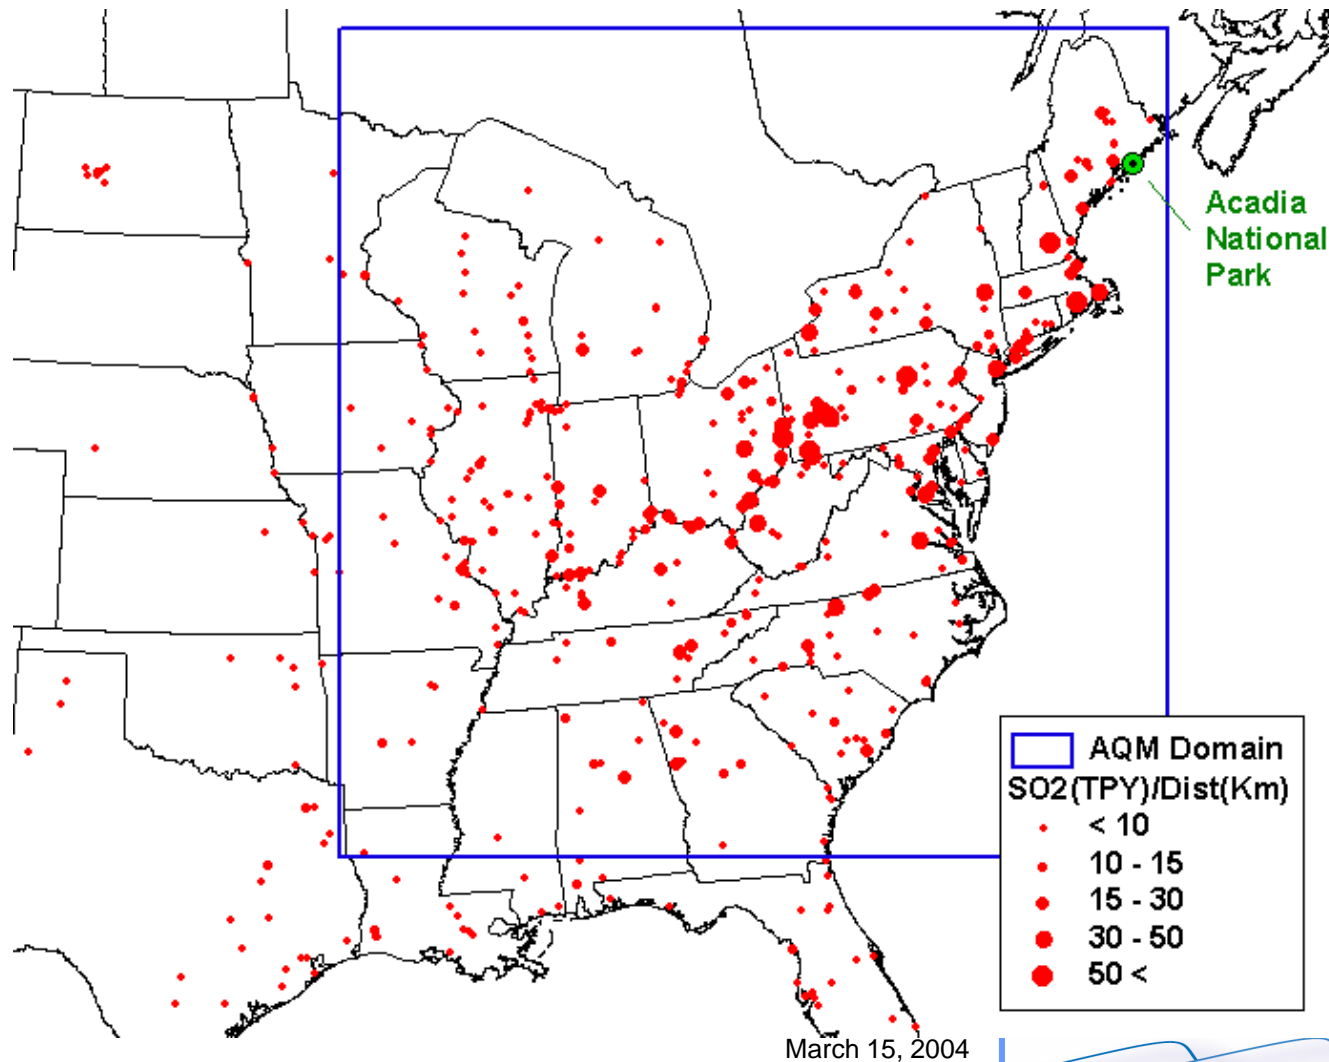 Acadia
National
Park
AQM Domain
SO2(TPY)/Dist(Km)
< 10
10 - 15
15 - 30
30 - 50
50 <
March 15, 2004